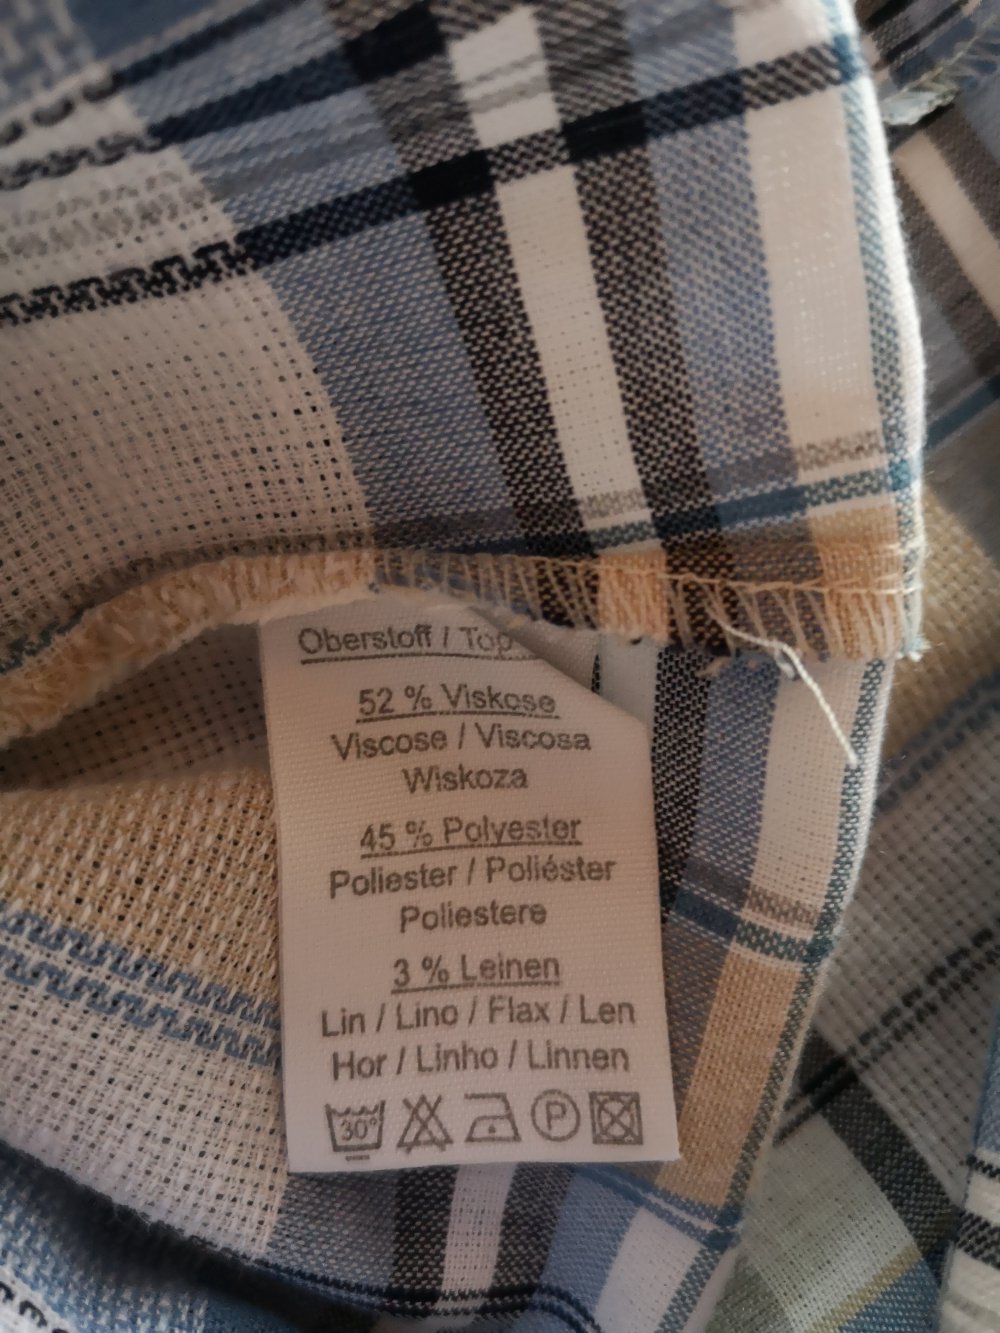 Oberstoff / Top
52 % Viskose
Viscose / Viscosa
Wiskoza
45 % Polyester
Poliester / Poliéster
Poliestere
3 % Leinen
Lin / Lino / Flax / Len
Hor / Linho / Linnen
30° P